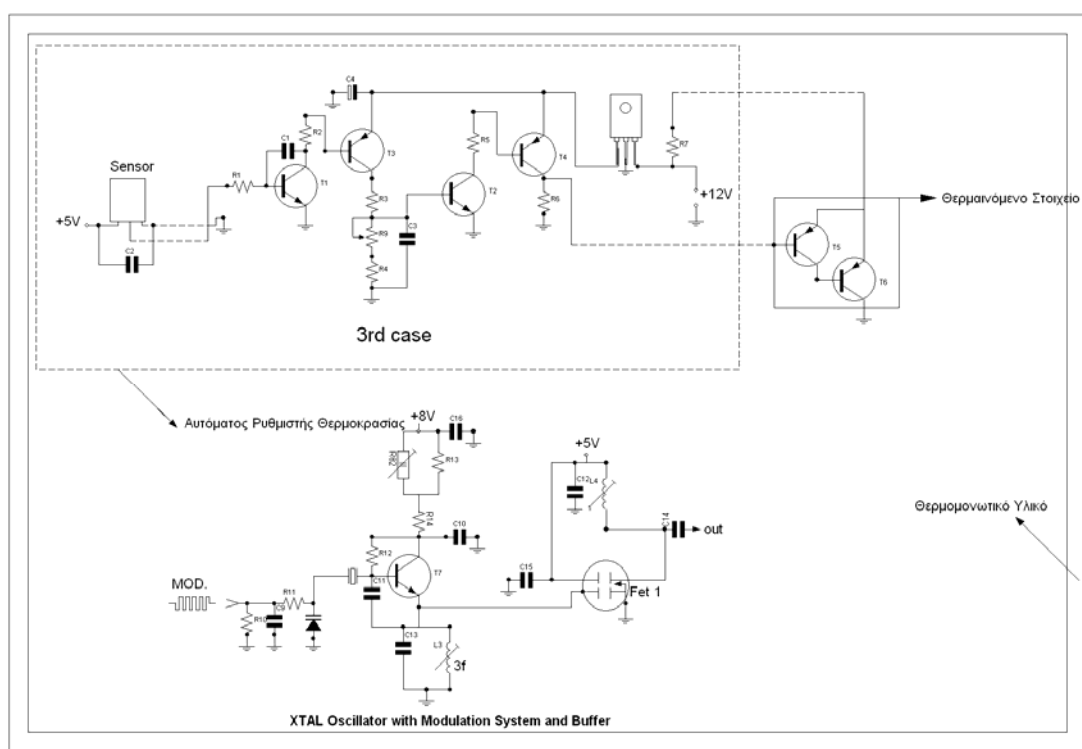 C4
R2
C1
T3
R5
T4
R7
Sensor
R1
T1
T2
R3
R6
+12V
Θερμαινόμενο Στοιχείο
+5V
R9
C3
C2
T5
R4
T6
3rd case
Αυτόματος Ρυθμιστής Θερμοκρασίας
+8V
C16
R82
R13
+5V
C12
L4
R14
C10
C14
out
Θερμομονωτικό Υλικό
R12
T7
C15
MOD.
R11
C11
Fet 1
R10
C9
C13
L3
3f
XTAL Oscillator with Modulation System and Buffer